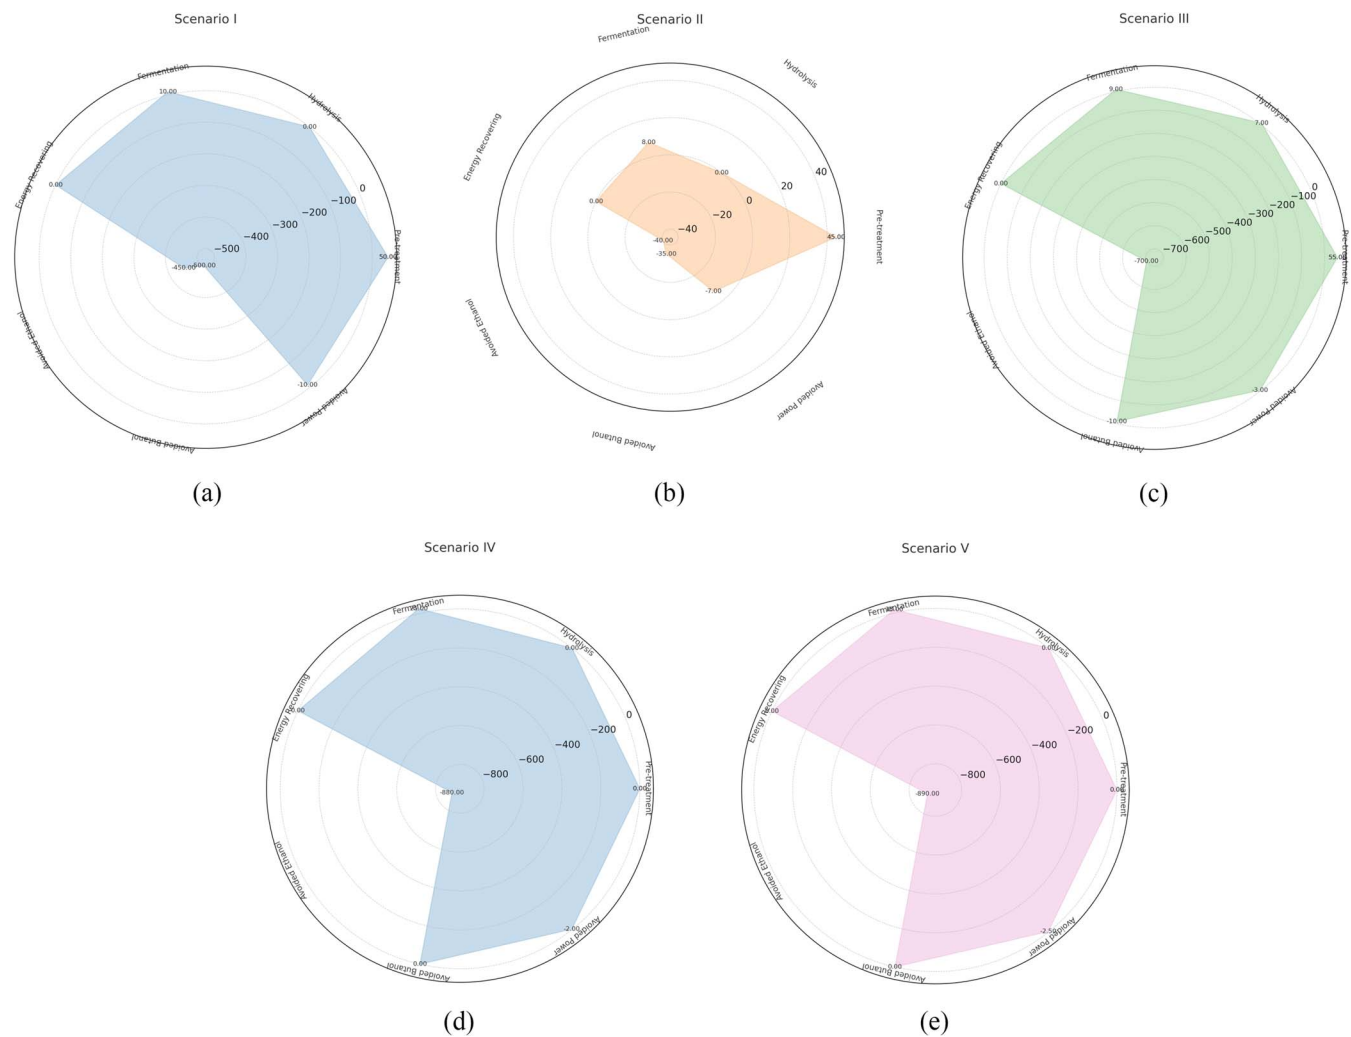 Scenario I
Fermentation
10.00
Hydrolysis
0.00
Energy Recovering
0.00
0
−100
−200
−300
−400
−500
Pre-treatment
50.00
-450.00
-500.00
Avoided Ethanol
-10.00
Avoided Power
Avoided Butanol
(a)
Scenario II
Fermentation
Hydrolysis
Energy Recovering
8.00
0.00
40
20
0
−20
−40
0.00
Pre-treatment
45.00
-40.00
-35.00
-7.00
Avoided Ethanol
Avoided Power
Avoided Butanol
(b)
Scenario III
Fermentation
9.00
Hydrolysis
7.00
Energy Recovering
0.00
0
−100
−200
−300
−400
−500
−600
−700
Pre-treatment
55.00
-700.00
Avoided Ethanol
-3.00
Avoided Power
-10.00
Avoided Butanol
(c)
Scenario IV
Fermentation
Hydrolysis
0.00
Energy Recovering
0
−200
−400
−600
−800
Pre-treatment
0.00
-880.00
Avoided Ethanol
-2.00
Avoided Power
0.00
Avoided Butanol
(d)
Scenario V
Fermentation
Hydrolysis
0.00
Energy Recovering
0
−200
−400
−600
−800
Pre-treatment
0.00
-890.00
Avoided Ethanol
-2.50
Avoided Power
0.00
Avoided Butanol
(e)